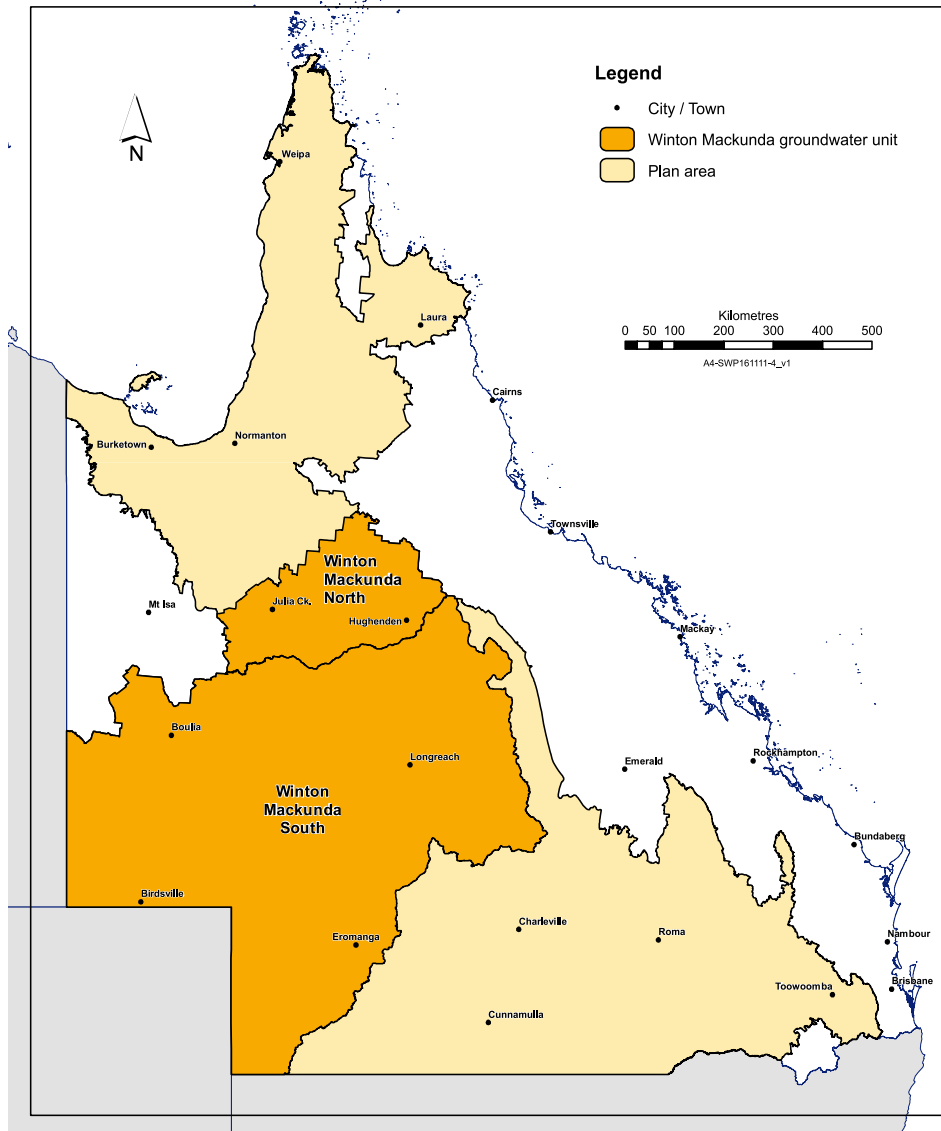 Legend
City / Town
Winton Mackunda groundwater unit
Plan area
N
Weipa
Kilometres
0 50 100 200 300 400 500
A4-SWP161111-4_v1
Laura
Cairns
Burketown
Normanton
Townsville
Winton
Mackunda
North
Mt Isa
Julia Ck.
Hughenden
Mackay
Boulia
Longreach
Emerald
Rockhampton
Winton
Mackunda
South
Bundaberg
Birdsville
Charleville
Roma
Eromanga
Nambour
Toowoomba
Brisbane
Cunnamulla